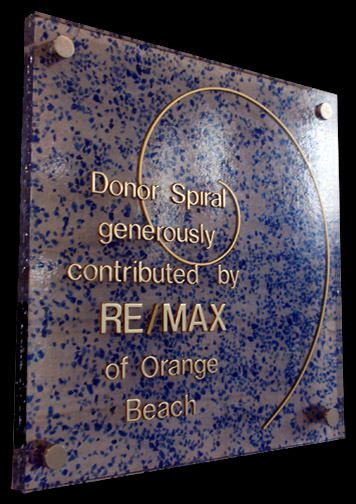 Donor Spiral
generously
contributed by
RE/MAX
of Orange
Beach